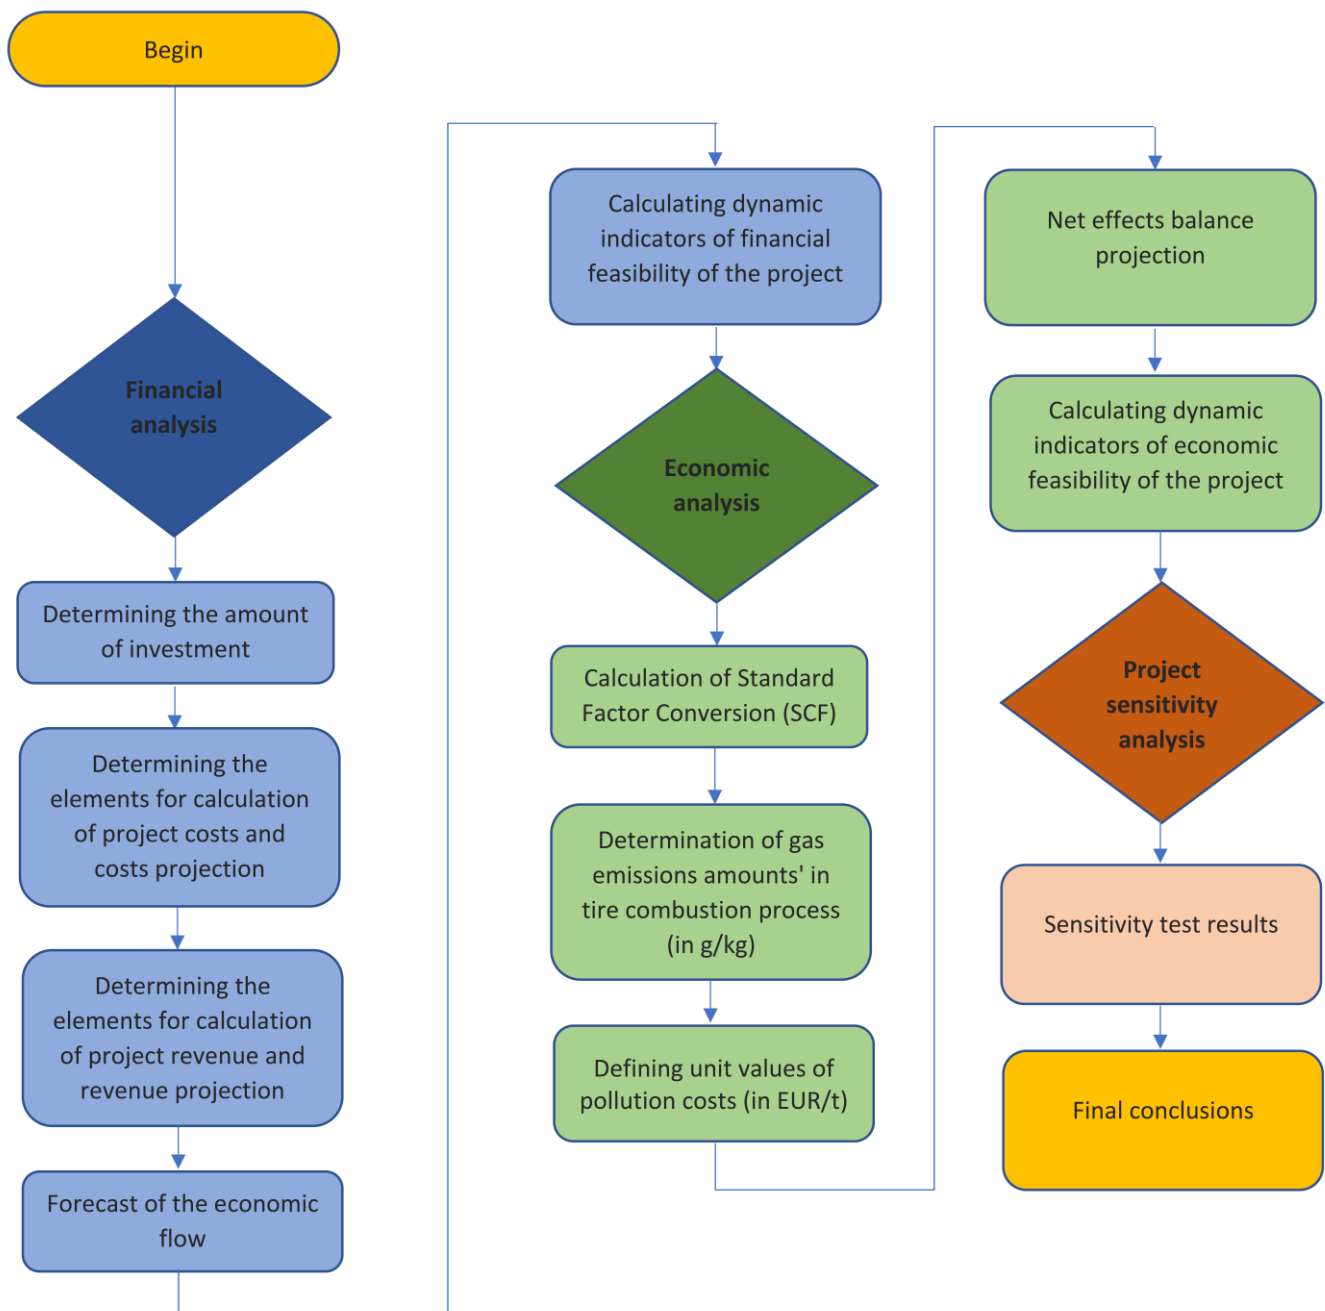 Begin
Financial
analysis
Determining the amount
of investment
Determining the
elements for calculation
of project costs and
costs projection
Determining the
elements for calculation
of project revenue and
revenue projection
Forecast of the economic
flow
Calculating dynamic
indicators of financial
feasibility of the project
Economic
analysis
Calculation of Standard
Factor Conversion (SCF)
Determination of gas
emissions amounts' in
tire combustion process
(in g/kg)
Defining unit values of
pollution costs (in EUR/t)
Net effects balance
projection
Calculating dynamic
indicators of economic
feasibility of the project
Project
sensitivity
analysis
Sensitivity test results
Final conclusions